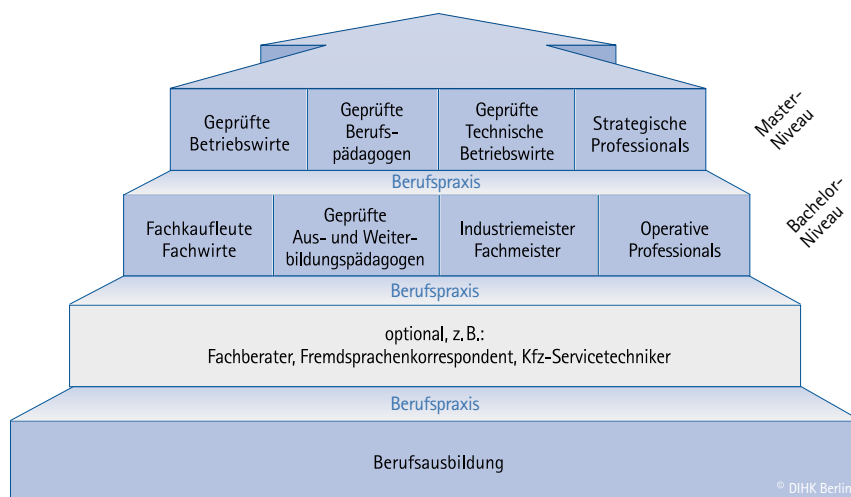 Geprüfte
Betriebswirte
Geprüfte
Berufs-
pädagogen
Geprüfte
Technische
Betriebswirte
Strategische
Professionals
Master-
Niveau
Berufspraxis
Fachkaufleute
Fachwirte
Geprüfte
Aus- und Weiter-
bildungspädagogen
Industriemeister
Fachmeister
Operative
Professionals
Bachelor-
Niveau
Berufspraxis
optional, z. B.:
Fachberater, Fremdsprachenkorrespondent, Kfz-Servicetechniker
Berufspraxis
Berufsausbildung
© DIHK Berlin